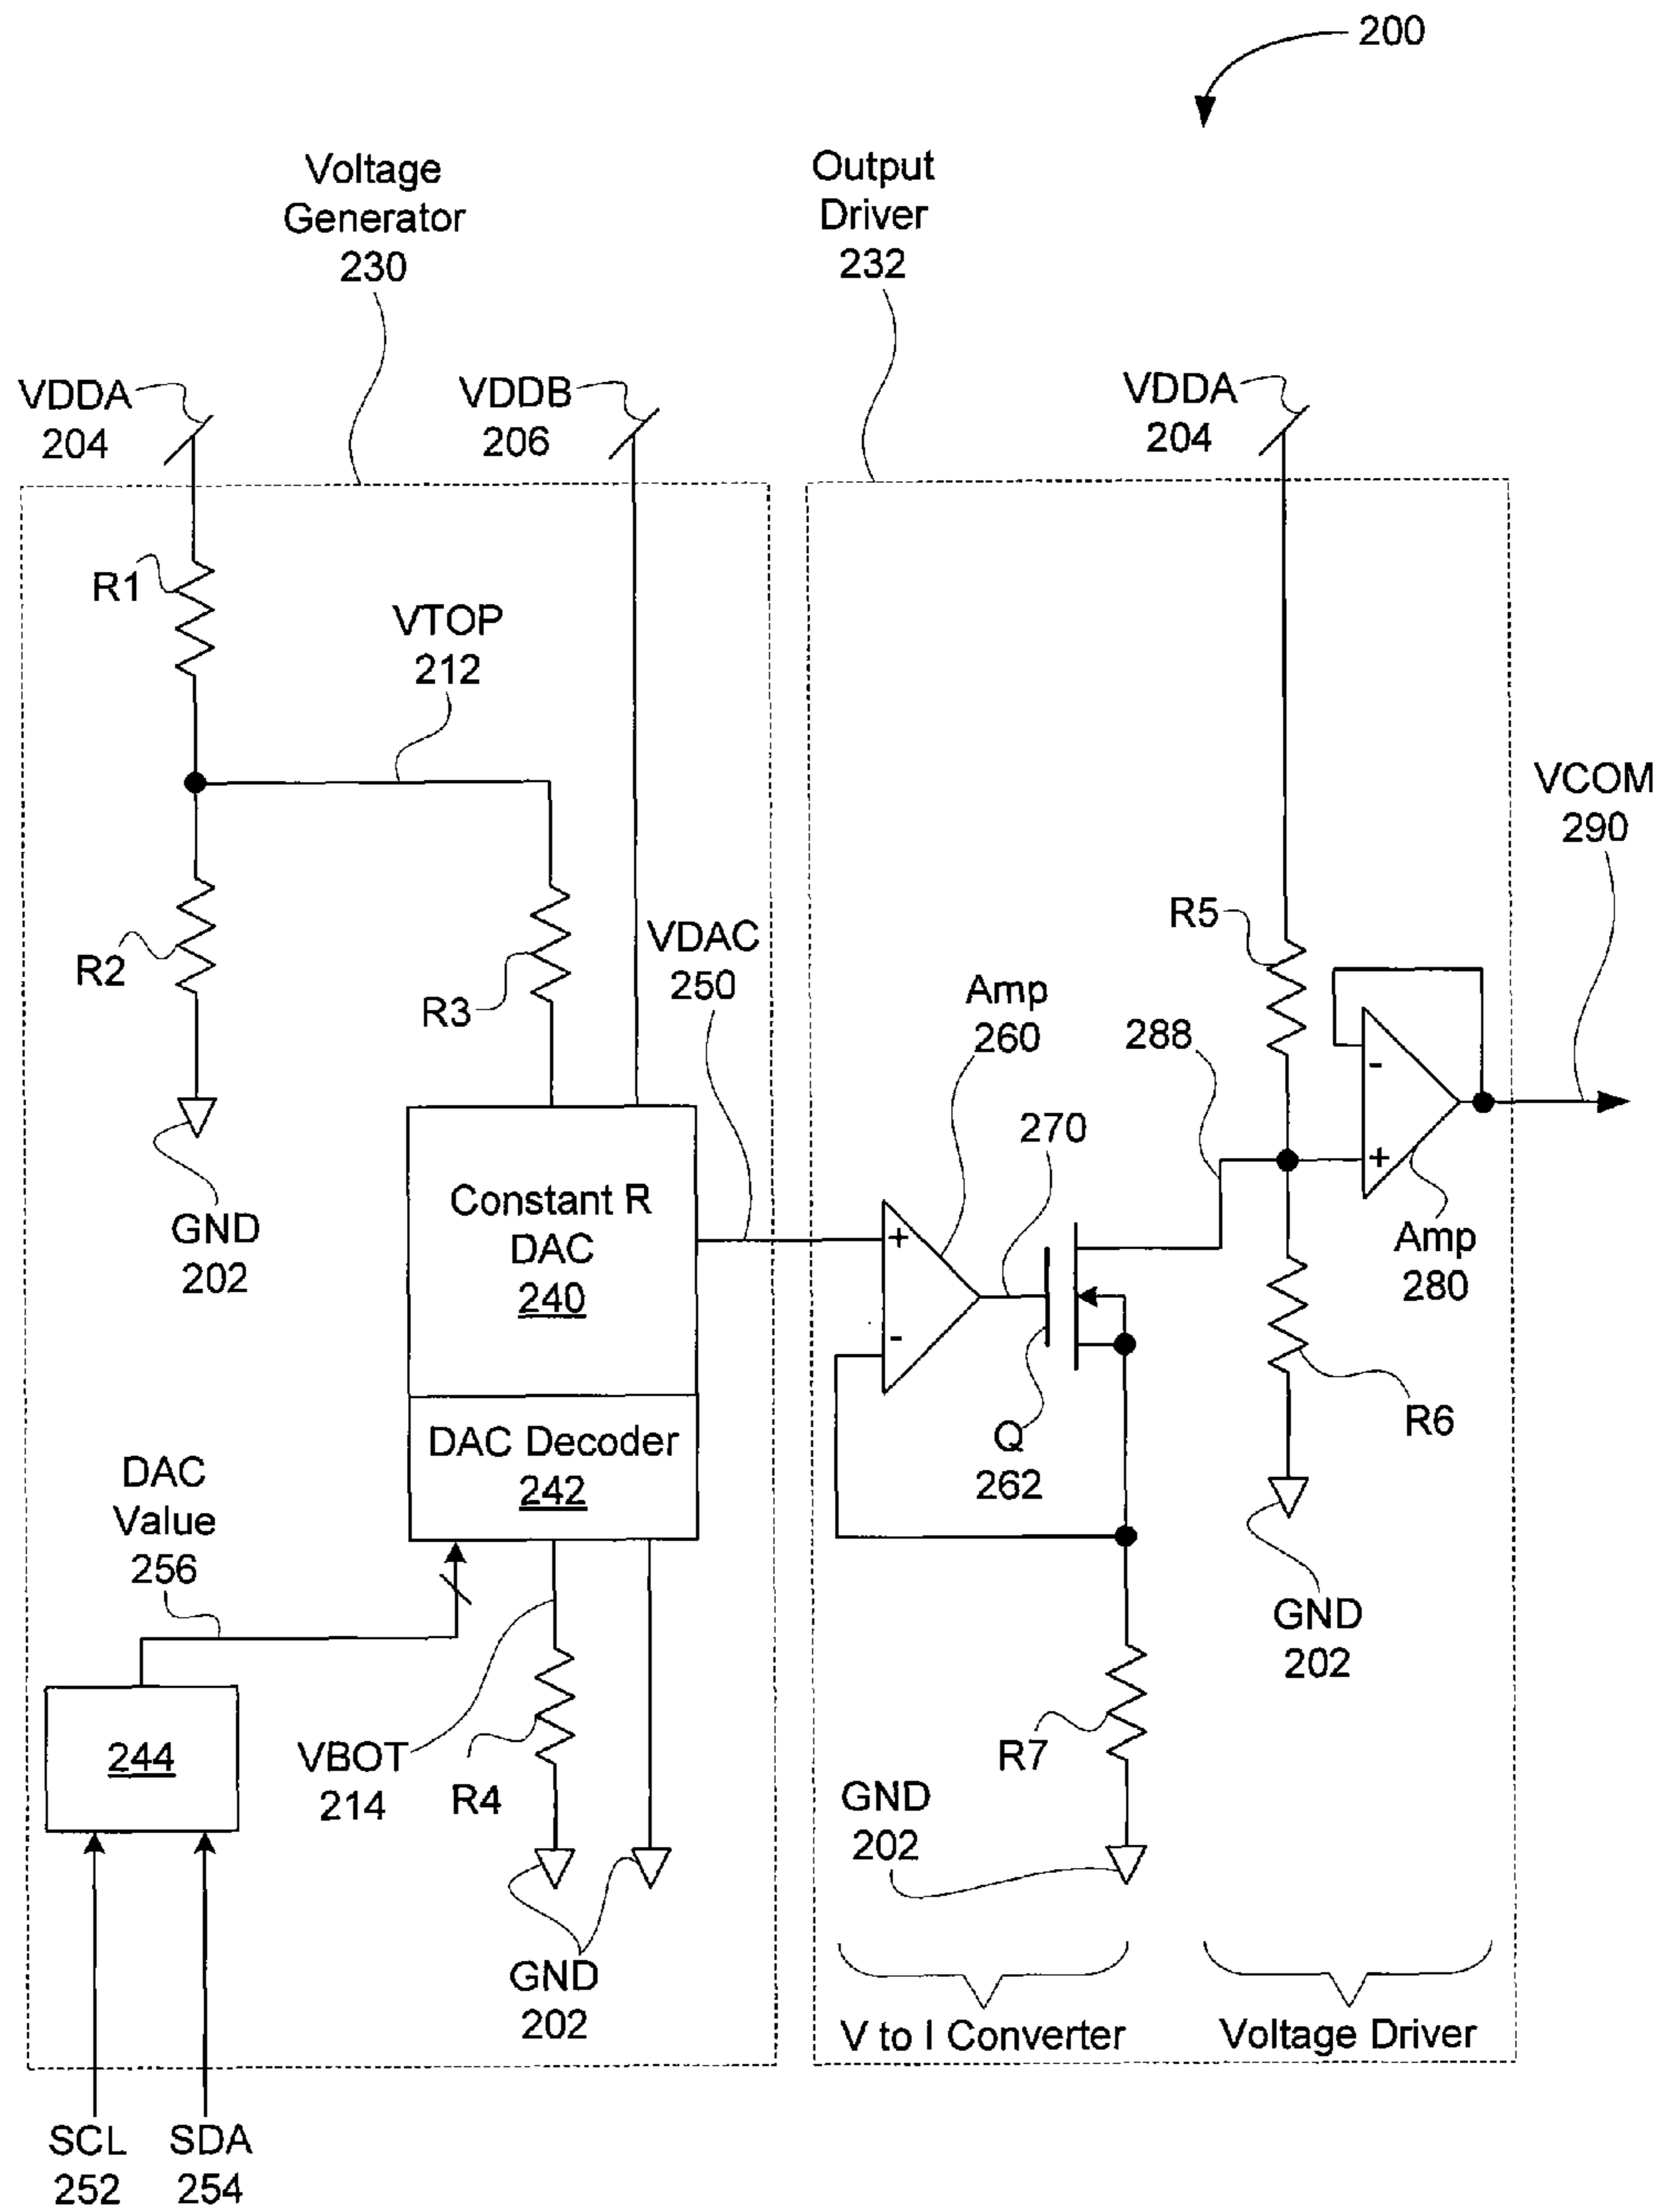 200
Voltage
Generator
230
Output
Driver
232
VDDA
204
VDDB
206
VDDA
204
R1
VTOP
212
VCOM
290
R2
R3
VDAC
250
R5
Amp
260
288
270
-
+
GND
202
Constant R
DAC
240
+
-
Amp
280
DAC Decoder
242
Q
262
R6
DAC
Value
256
GND
202
244
VBOT
214
R4
R7
GND
202
GND
202
V to I Converter
Voltage Driver
SCL
252
SDA
254